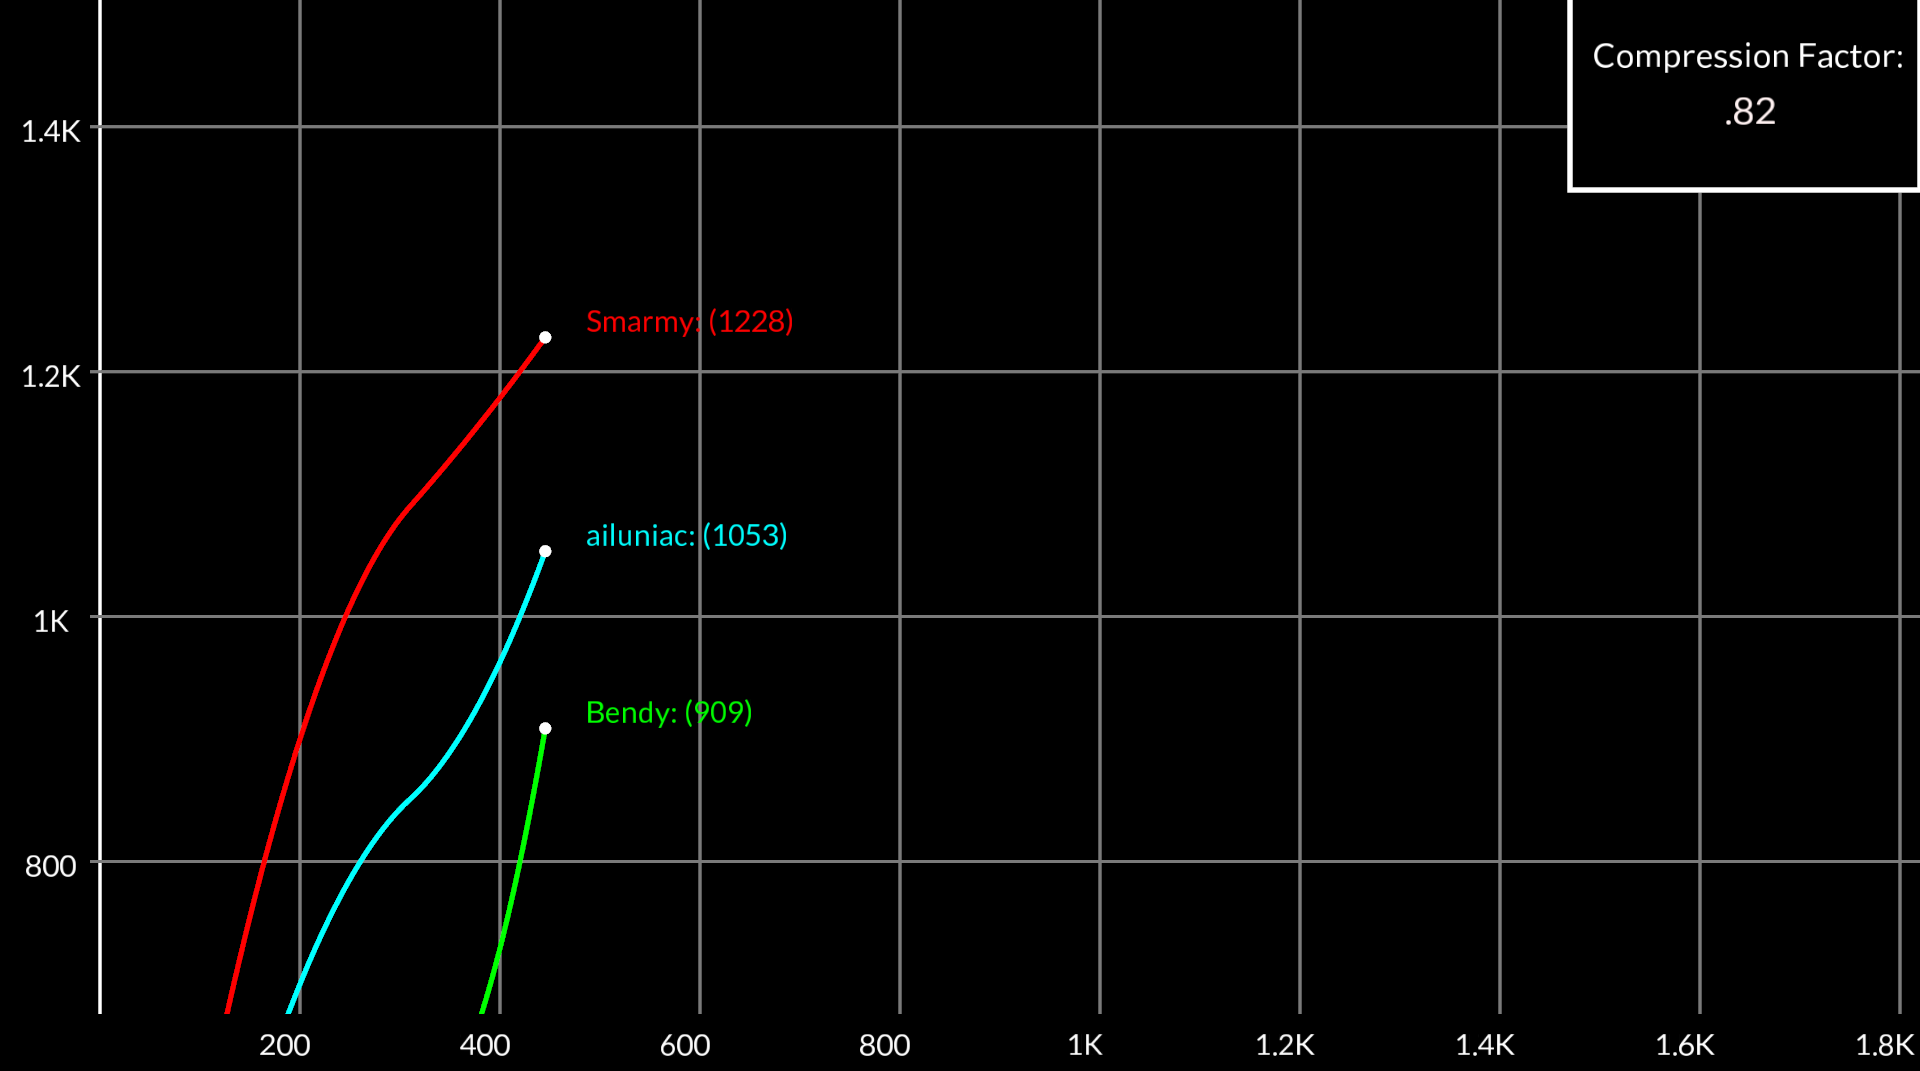 Compression Factor:
.82
1.4K
Smarmy: (1228)
1.2K
ailuniac: (1053)
1K
Bendy: (909)
800
200 400 600 800 1K 1.2K 1.4K 1.6K 1.8K